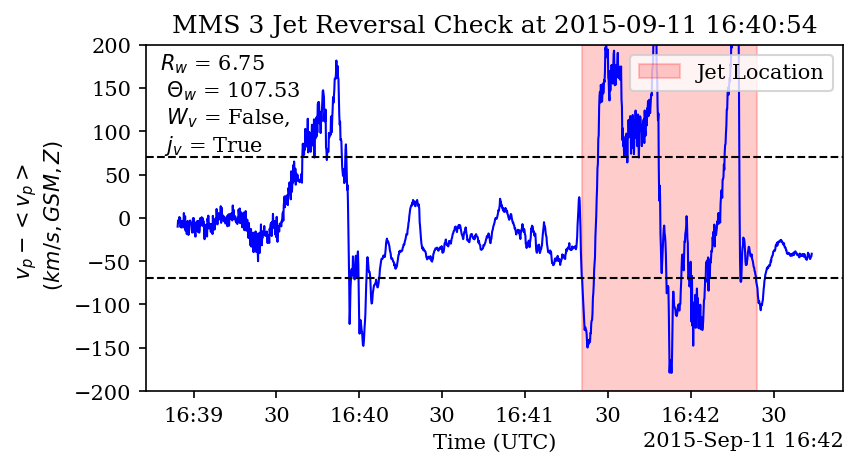 MMS 3 Jet Reversal Check at 2015-09-11 16:40:54
R_w = 6.75
Θ_w = 107.53
W_v = False,
j_v = True
Jet Location
v_p − < v_p >
(km/s, GSM, Z)
200
150
100
50
0
−50
−100
−150
−200
16:39 30 16:40 30 16:41 30 16:42 30
Time (UTC)
2015-Sep-11 16:42